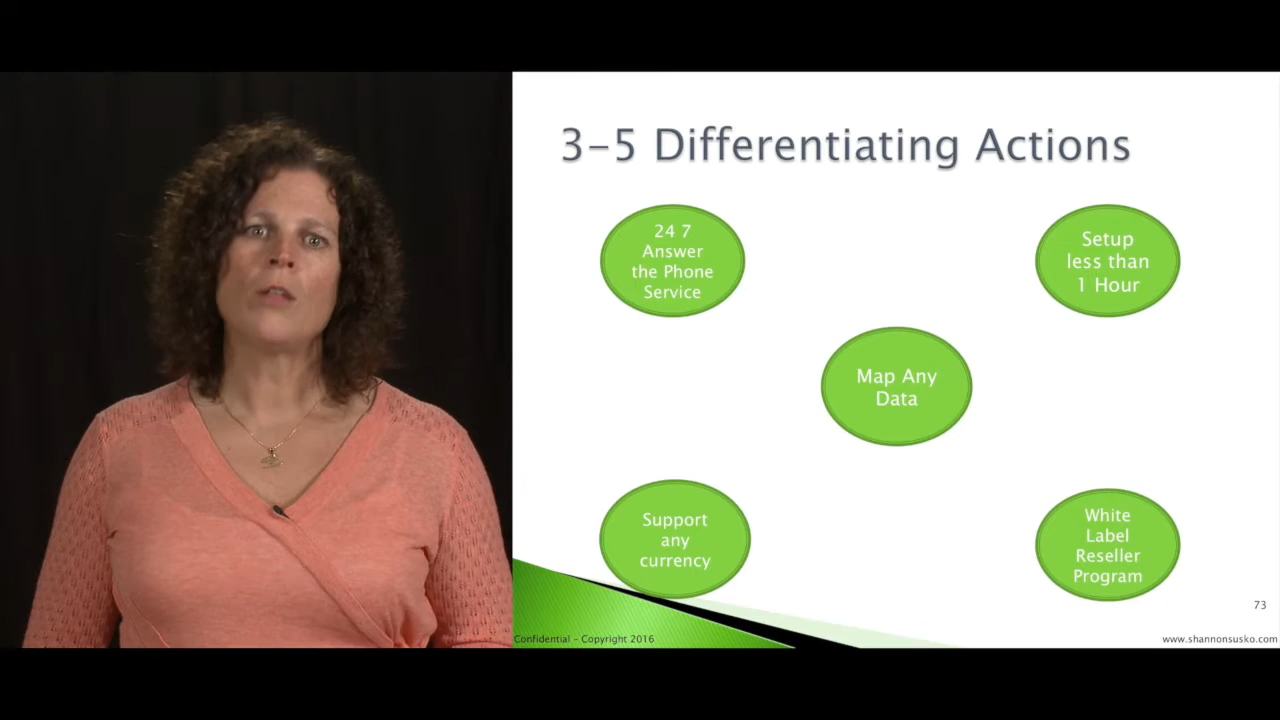 3-5 Differentiating Actions
24 7
Answer
the Phone
Service
Setup
less than
1 Hour
Map Any
Data
Support
any
currency
White
Label
Reseller
Program
73
Confidential - Copyright 2016
www.shannonsusko.com